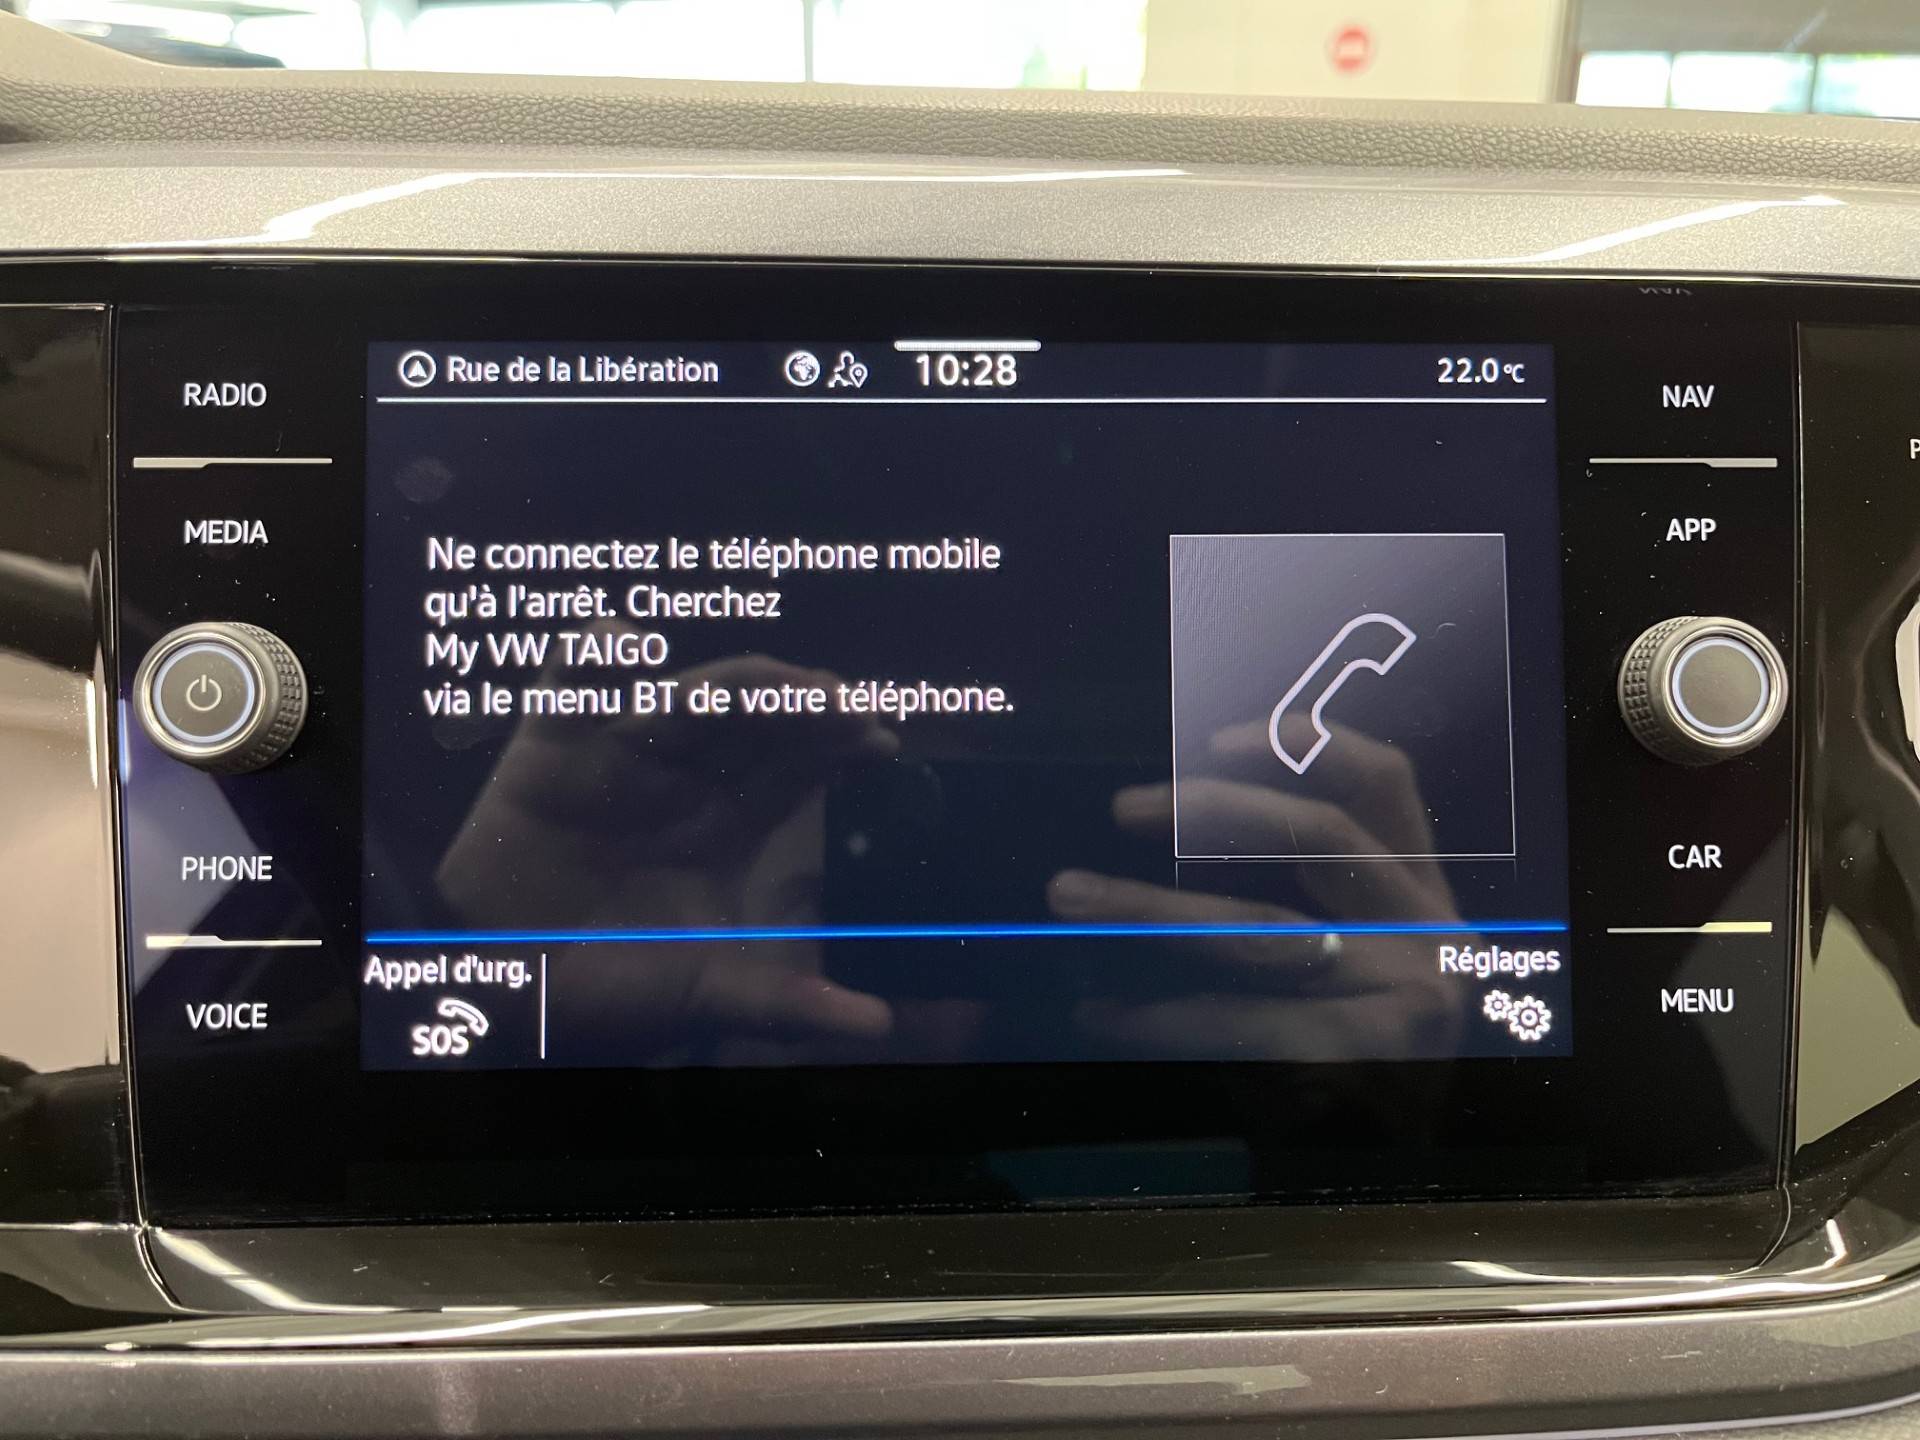 Rue de la Libération 10:28 22.0°C
RADIO
MEDIA
PHONE
VOICE
Ne connectez le téléphone mobile
qu'à l'arrêt. Cherchez
My VW TAIGO
via le menu BT de votre téléphone.
Appel d'urg.
SOS
Réglages
NAV
APP
CAR
MENU